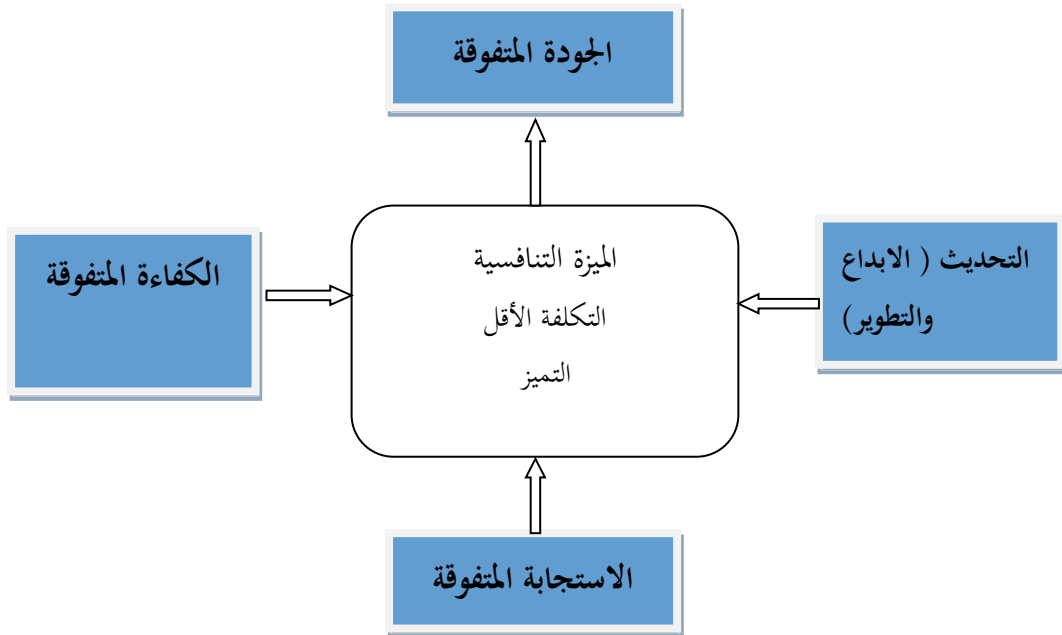 الجودة المتفوقة
الميزة التنافسية
التكلفة الأقل
التميز
التحديث ( الابداع
والتطوير)
الكفاءة المتفوقة
الاستجابة المتفوقة